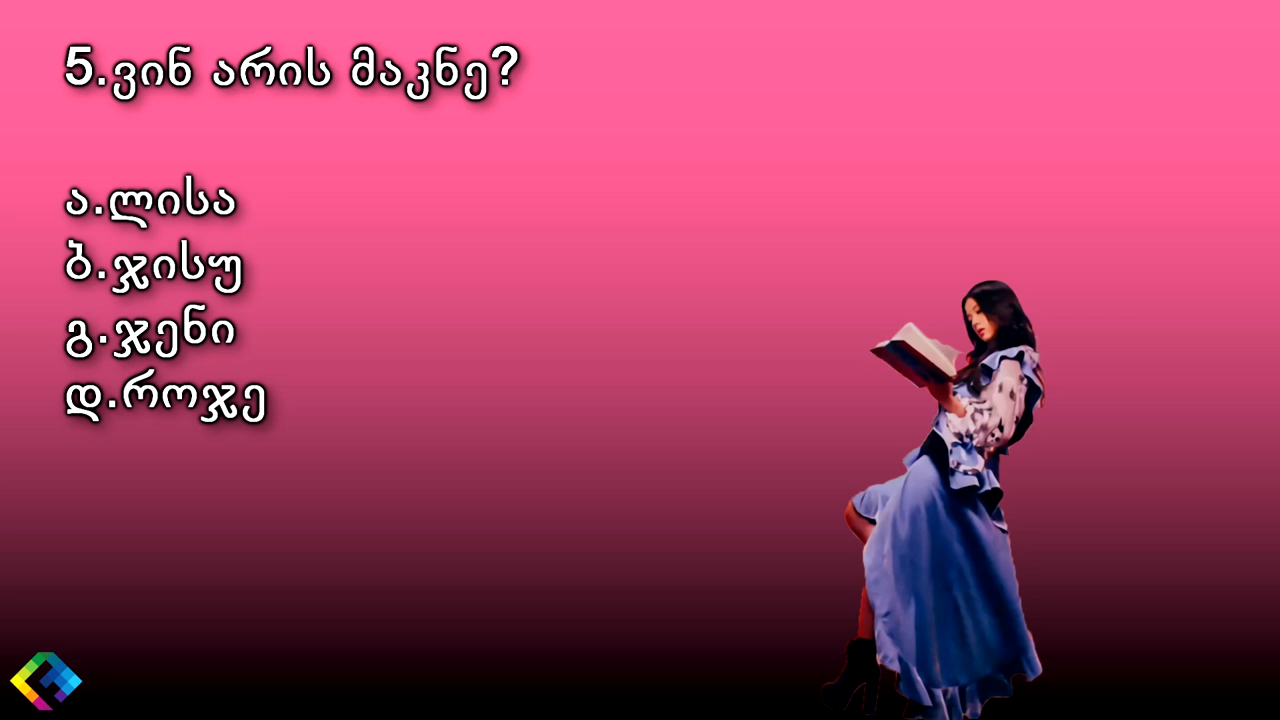 5.ვინ არის მაკნე?
ა.ლისა
ბ.ჯისუ
გ.ჯენი
დ.როჯე